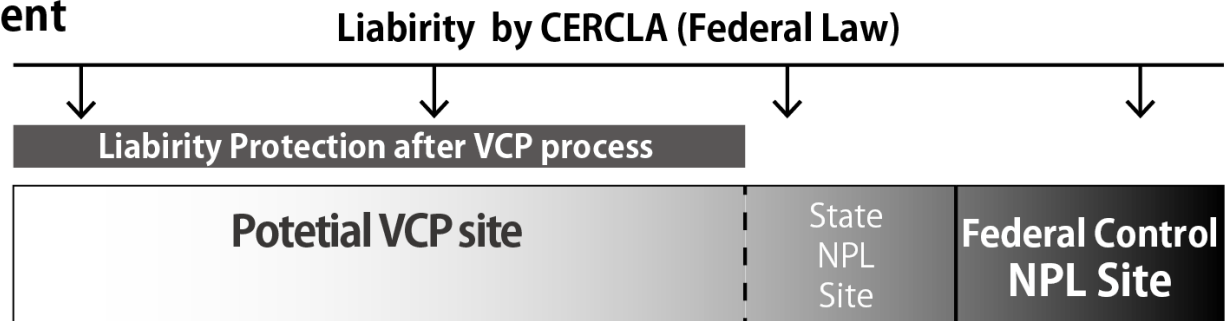 ent
Liabirity by CERCLA (Federal Law)
Liabirity Protection after VCP process
Potetial VCP site
State
NPL
Site
Federal Control
NPL Site